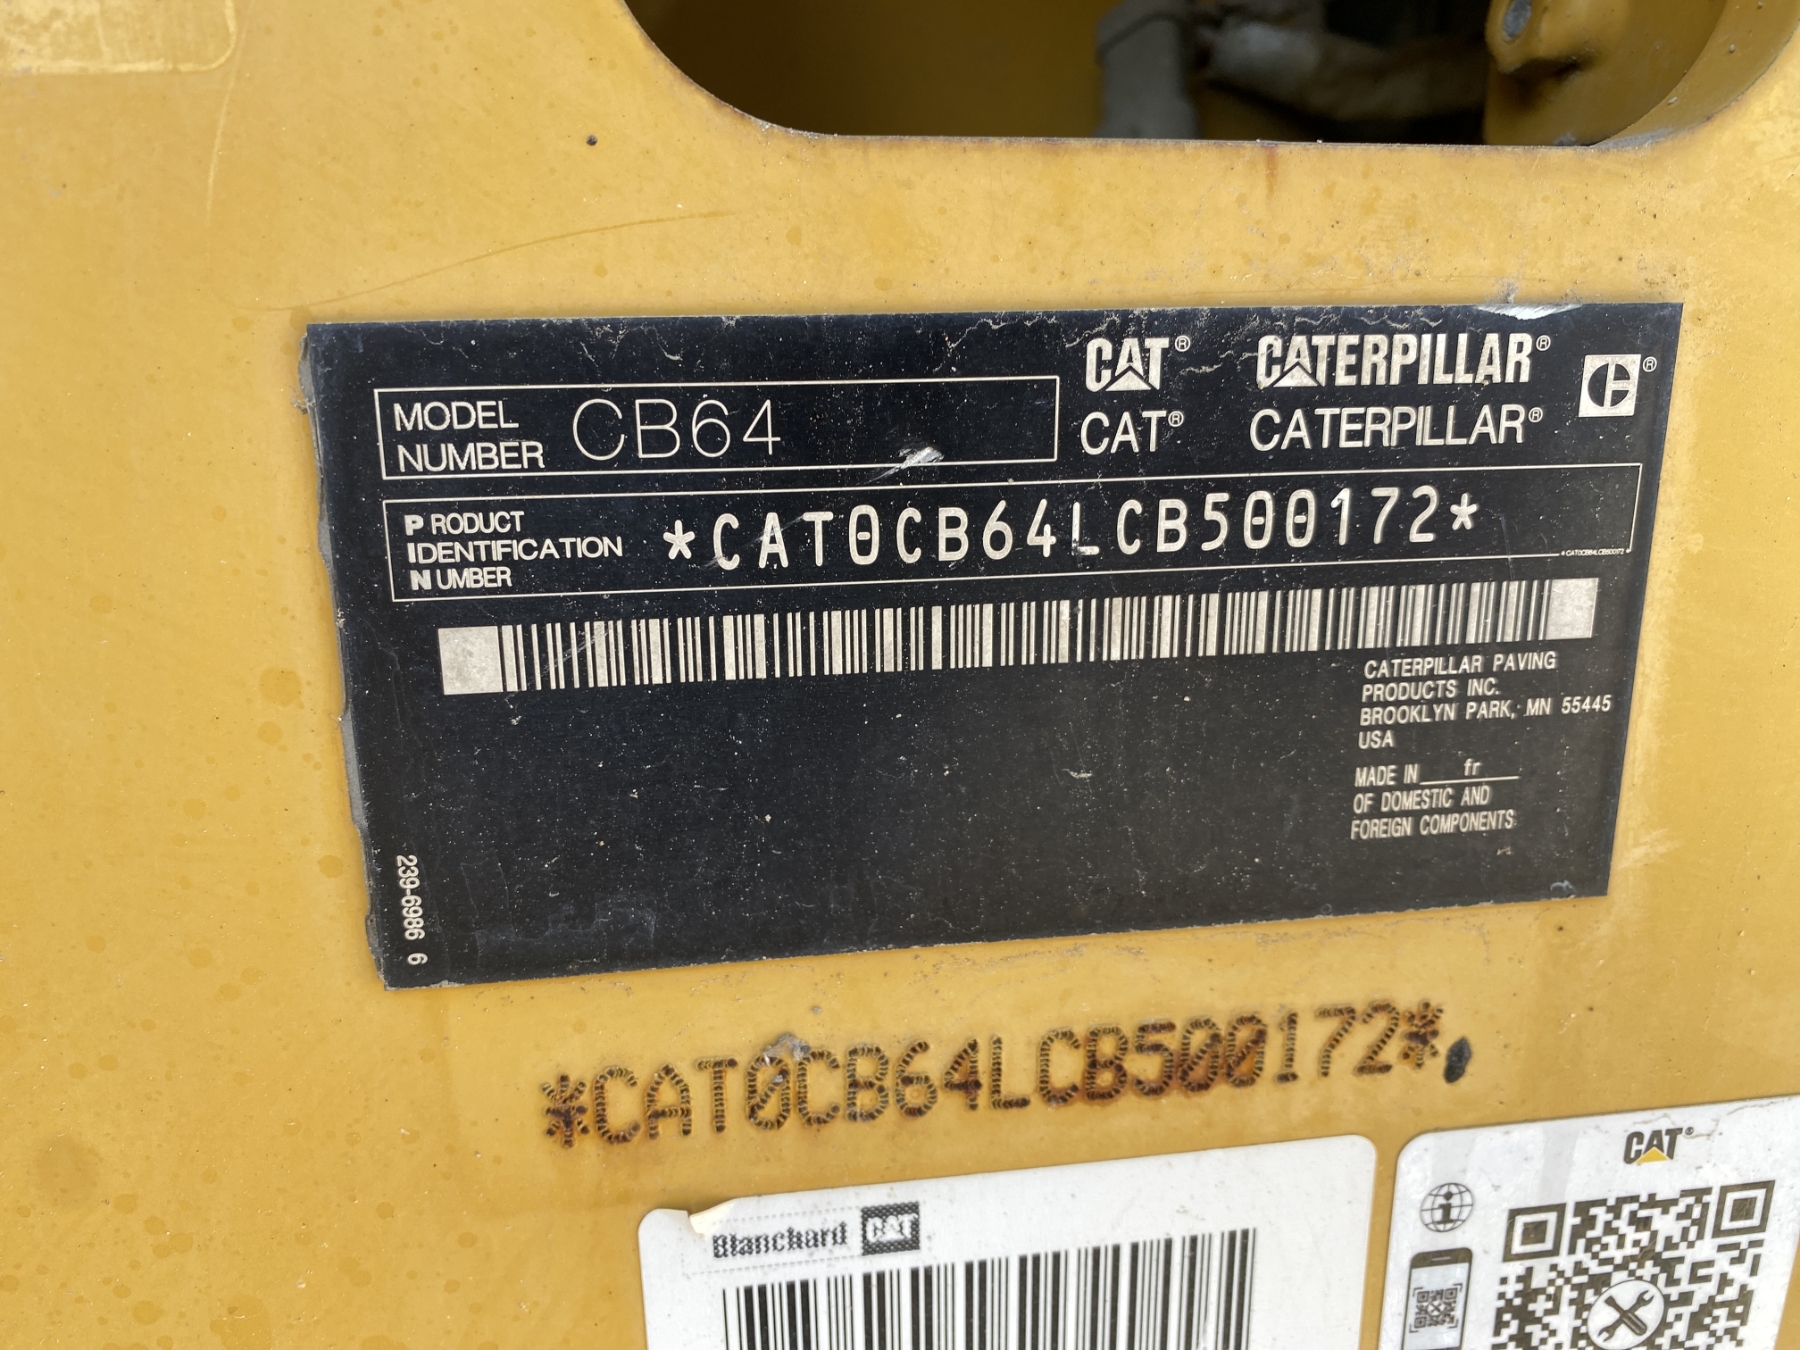 CAT® CATERPILLAR® ®
CAT® CATERPILLAR®
MODEL NUMBER CB64
PRODUCT IDENTIFICATION NUMBER *CAT0CB64LCB500172*
*CAT0CB64LCB500172*
CATERPILLAR PAVING
PRODUCTS INC.
BROOKLYN PARK, MN 55445
USA
MADE IN fr
OF DOMESTIC AND
FOREIGN COMPONENTS
239-6986 6
*CAT0CB64LCB500172*
Blanchard CAT
CAT®